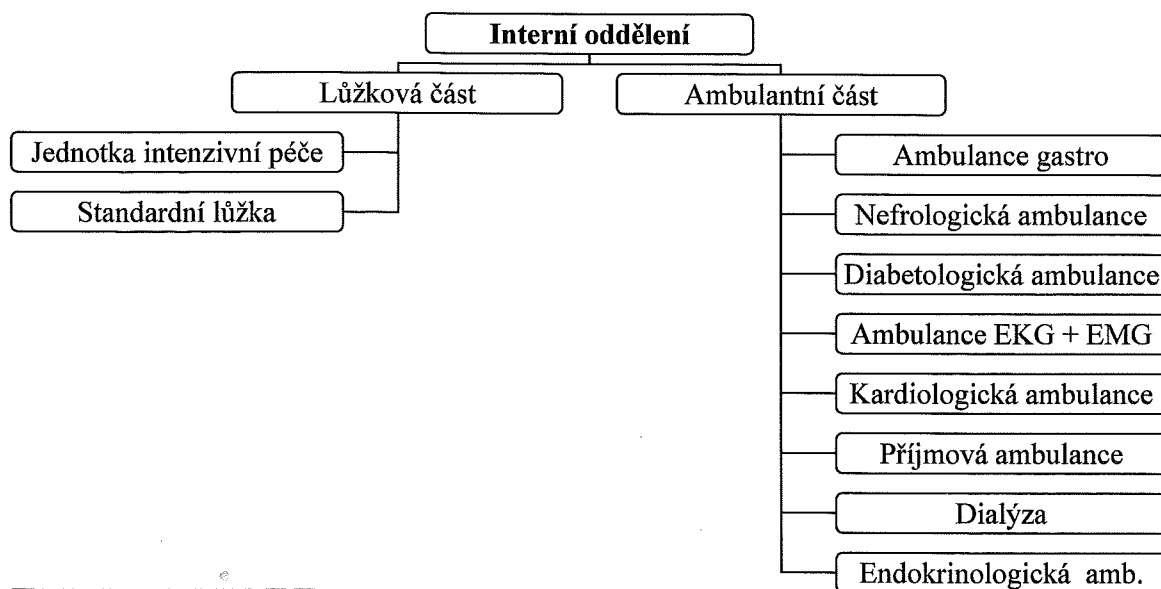 Interní oddělení
Lůžková část
Ambulantní část
Jednotka intenzivní péče
Standardní lůžka
Ambulance gastro
Nefrologická ambulance
Diabetologická ambulance
Ambulance EKG + EMG
Kardiologická ambulance
Příjmová ambulance
Dialýza
Endokrinologická amb.